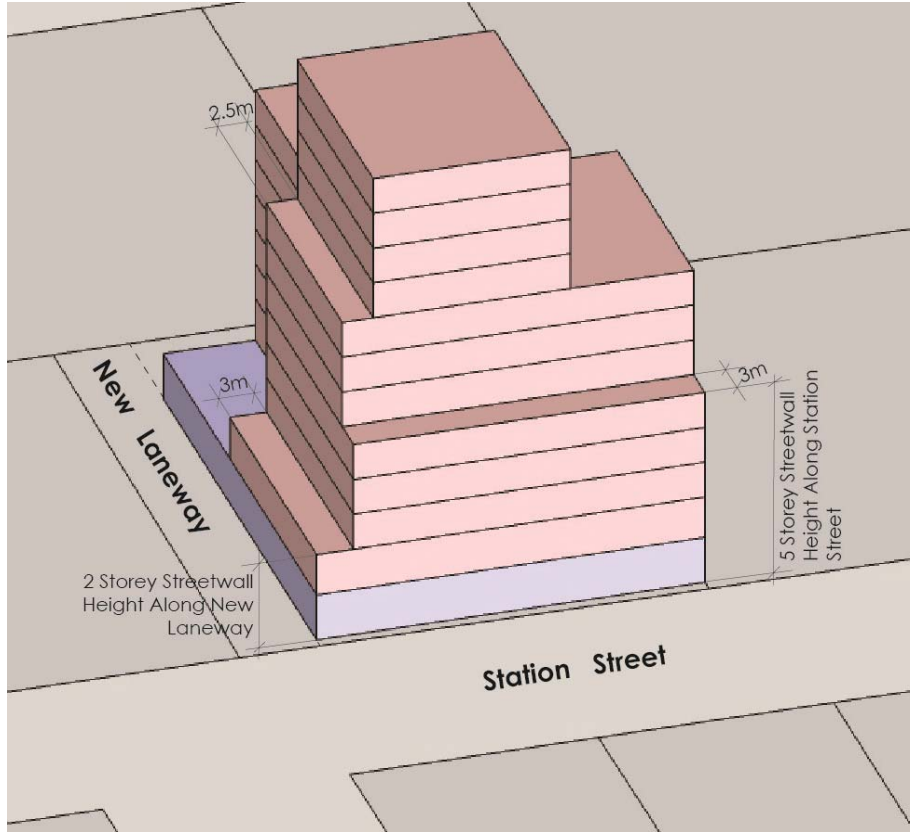 2.5m
3m
3m
New Laneway
5 Storey Streetwall
Height Along Station
Street
2 Storey Streetwall
Height Along New
Laneway
Station Street